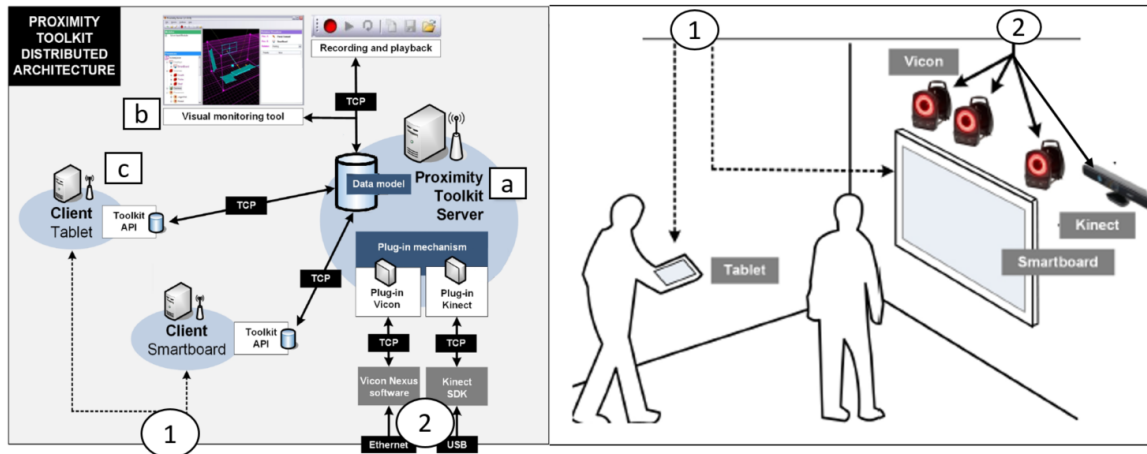 PROXIMITY
TOOLKIT
DISTRIBUTED
ARCHITECTURE
Recording and playback
TCP
b
Visual monitoring tool
c
Client
Tablet
Toolkit
API
TCP
Data model
Proximity
Toolkit
Server
a
TCP
Plug-in mechanism
Plug-in
Vicon
Plug-in
Kinect
Client
Smartboard
Toolkit
API
TCP
TCP
Vicon Nexus
software
Kinect
SDK
1
2
Ethernet
USB
1
2
Vicon
Kinect
Smartboard
Tablet